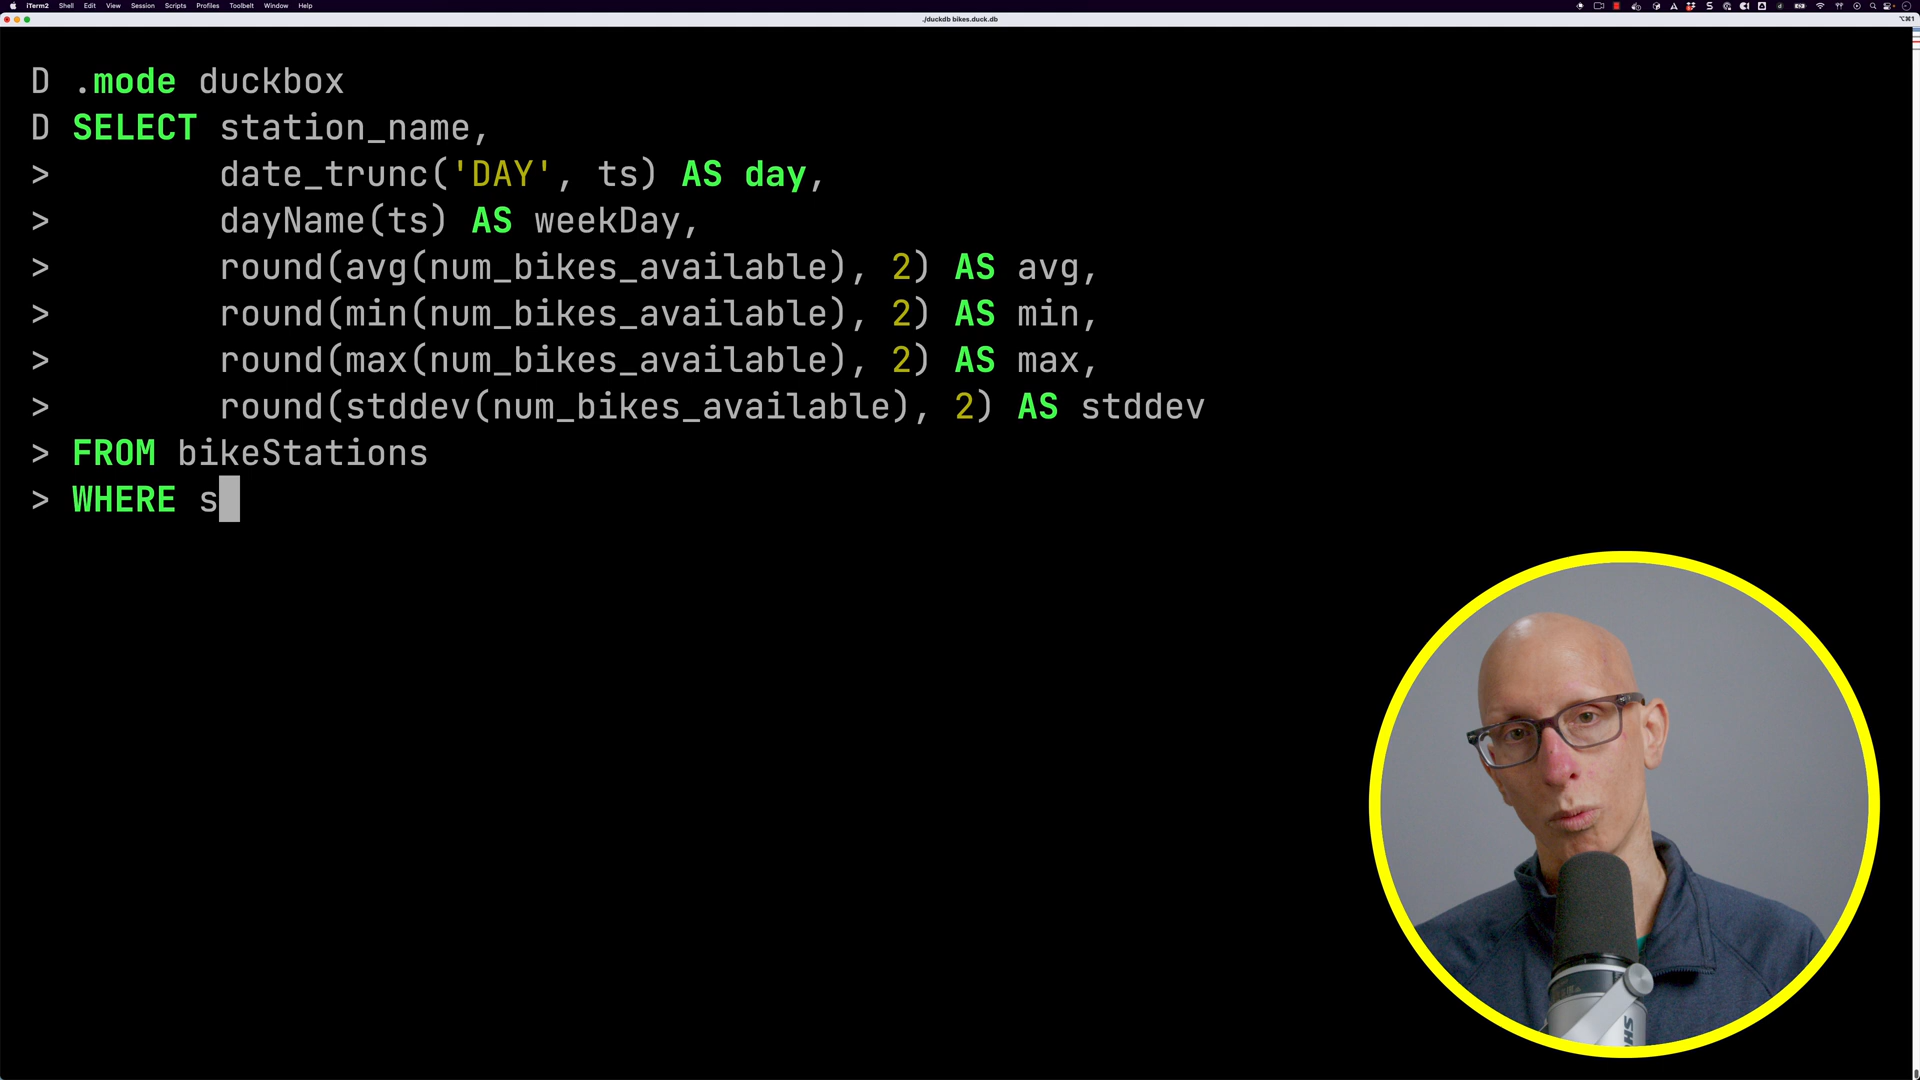 iTerm2 Shell Edit View Session Scripts Profiles Toolbelt Window Help
./duckdb bikes.duck.db
D .mode duckbox
D SELECT station_name,
> date_trunc('DAY', ts) AS day,
> dayName(ts) AS weekDay,
> round(avg(num_bikes_available), 2) AS avg,
> round(min(num_bikes_available), 2) AS min,
> round(max(num_bikes_available), 2) AS max,
> round(stddev(num_bikes_available), 2) AS stddev
> FROM bikeStations
> WHERE s